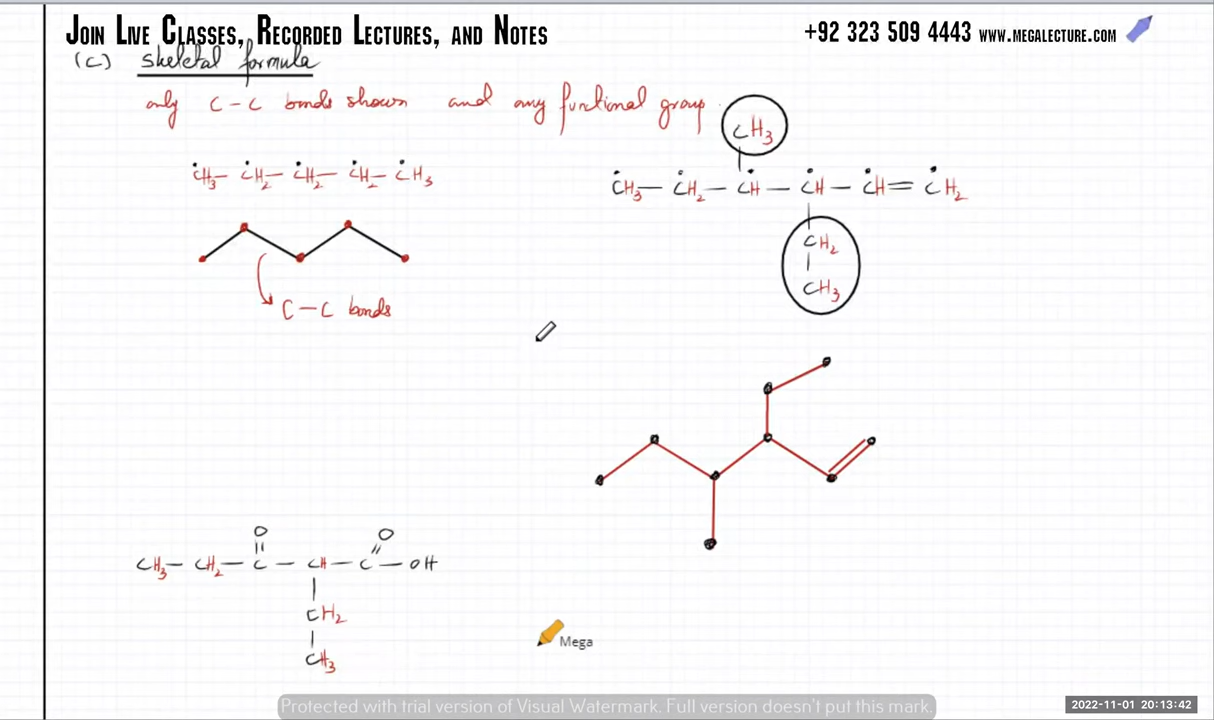 JOIN LIVE CLASSES, RECORDED LECTURES, AND NOTES
+92 323 509 4443 WWW.MEGALECTURE.COM
(c) skeletal formula
only C-C bonds shown and any functional group
CH3
CH3 — CH2 — CH2 — CH2 — CH3
CH3 — CH2 — CH — CH — CH = CH2
CH2
CH3
C-C bonds
O O
CH3 — CH2 — C — CH — C — OH
CH2
CH3
Mega
Protected with trial version of Visual Watermark. Full version doesn't put this mark.
2022-11-01 20:13:42